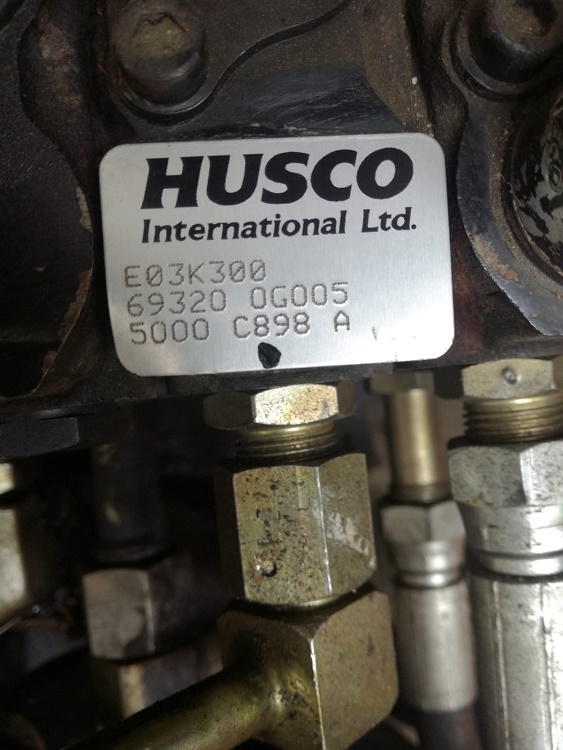 HUSCO
International Ltd.
E03K300
69320 0G005
5000 C898 A